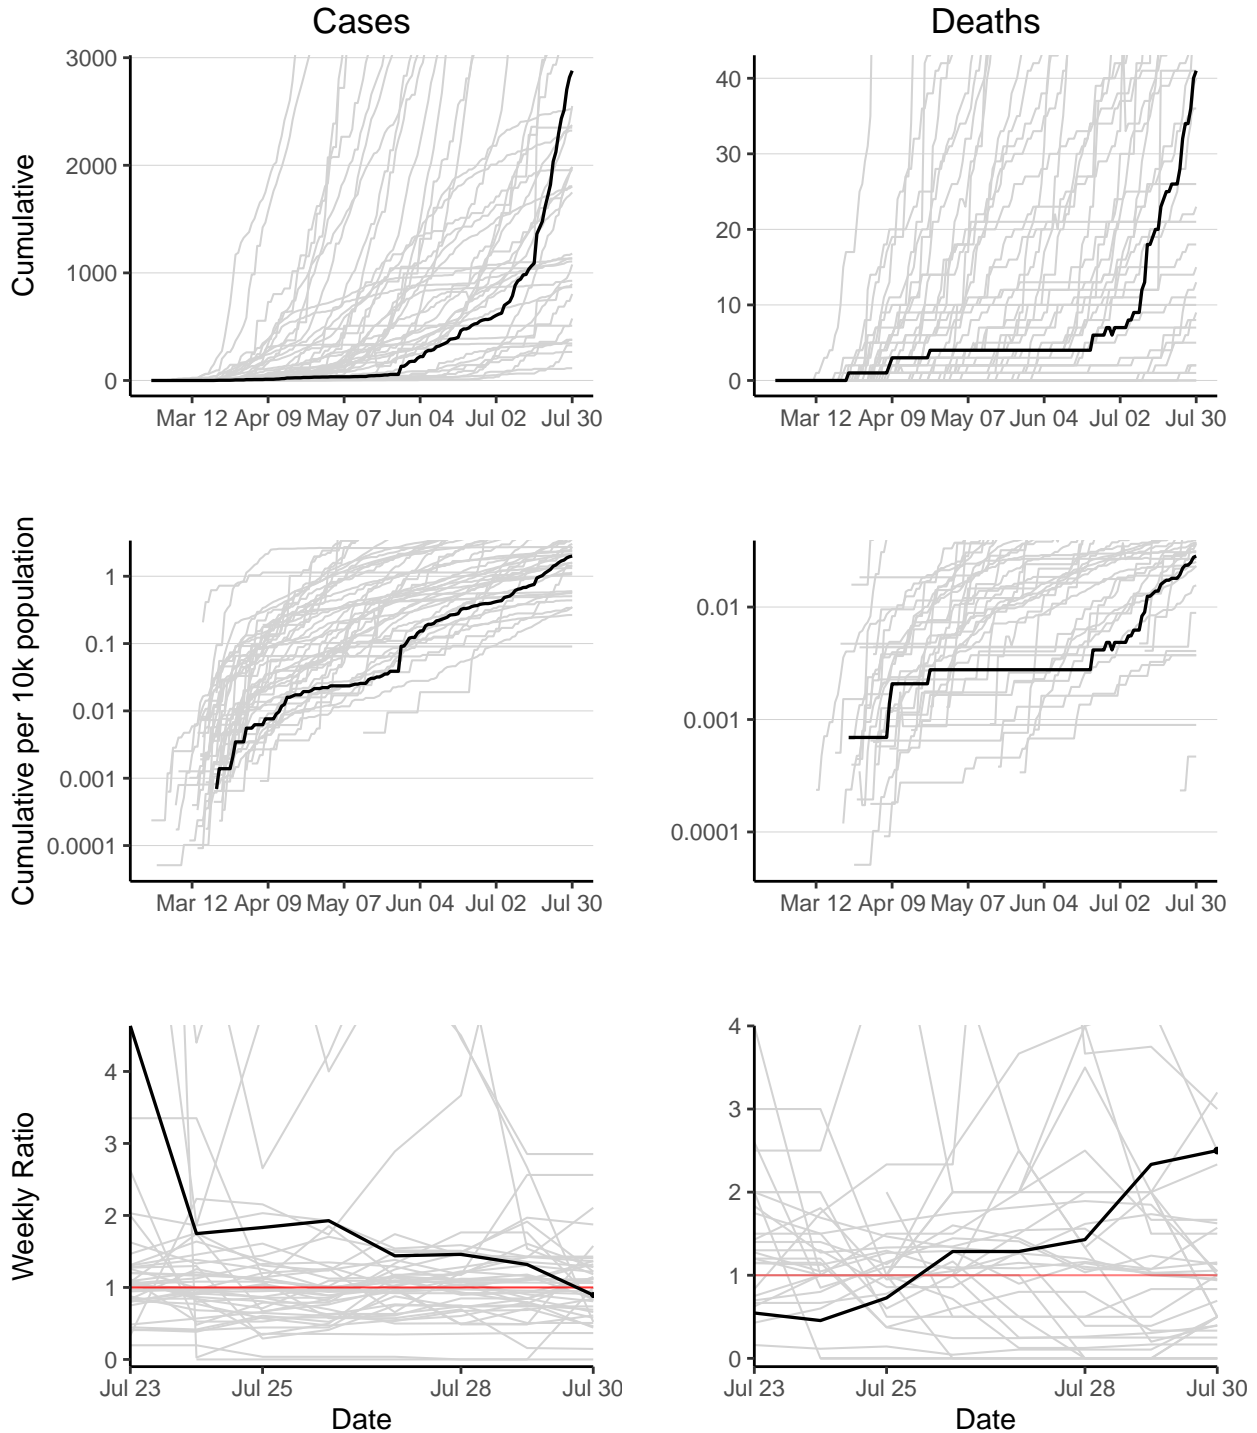 Cases
Deaths
Cumulative
3000
2000
1000
0
Mar 12 Apr 09 May 07 Jun 04 Jul 02 Jul 30
40
30
20
10
0
Mar 12 Apr 09 May 07 Jun 04 Jul 02 Jul 30
Cumulative per 10k population
1
0.1
0.01
0.001
0.0001
Mar 12 Apr 09 May 07 Jun 04 Jul 02 Jul 30
0.01
0.001
0.0001
Mar 12 Apr 09 May 07 Jun 04 Jul 02 Jul 30
Weekly Ratio
4
3
2
1
0
Jul 23 Jul 25 Jul 28 Jul 30
Date
4
3
2
1
0
Jul 23 Jul 25 Jul 28 Jul 30
Date